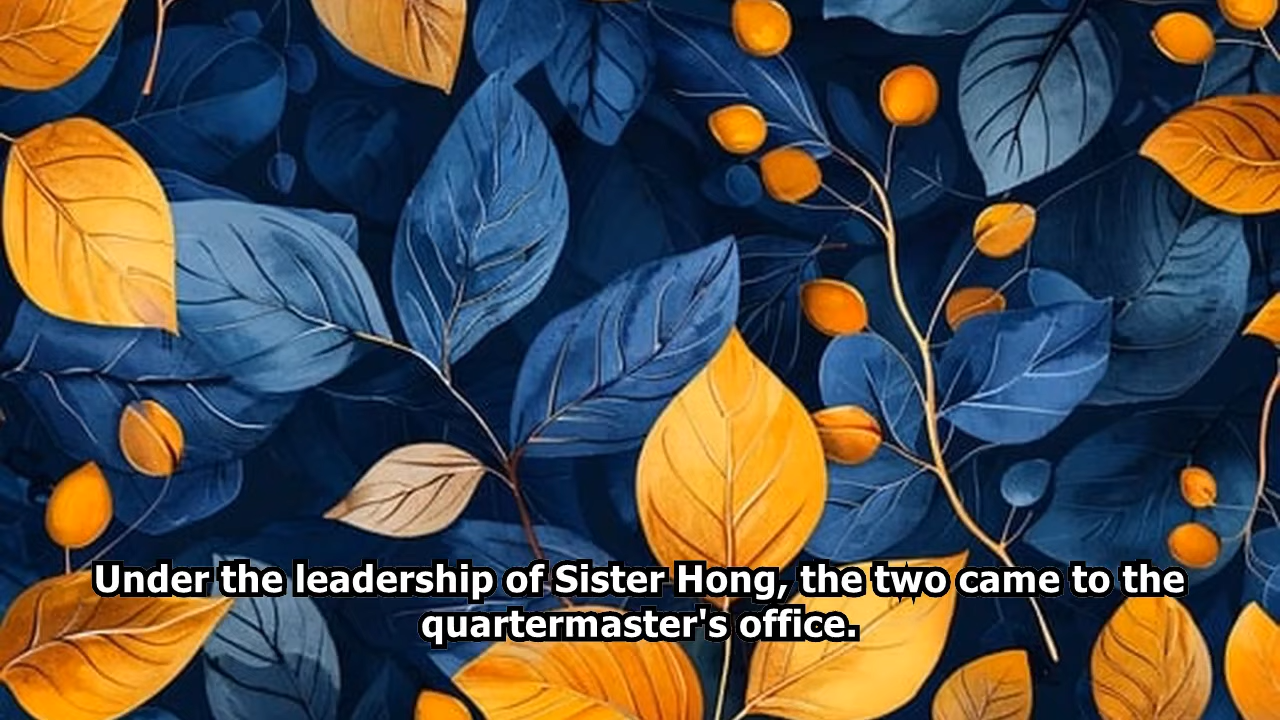 Under the leadership of Sister Hong, the two came to the
quartermaster's office.